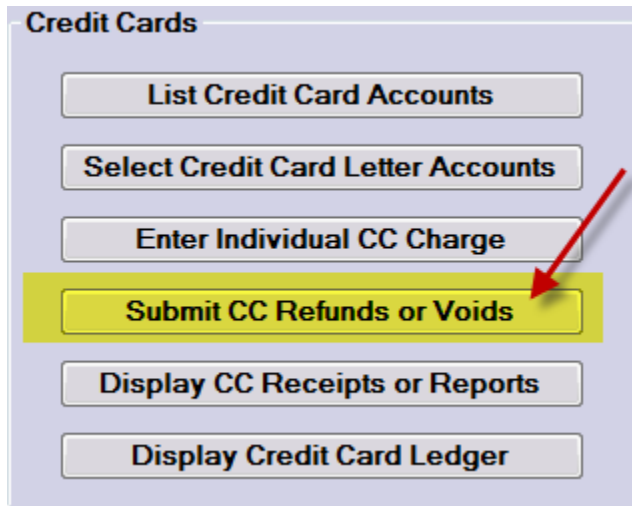 Credit Cards
List Credit Card Accounts
Select Credit Card Letter Accounts
Enter Individual CC Charge
Submit CC Refunds or Voids
Display CC Receipts or Reports
Display Credit Card Ledger